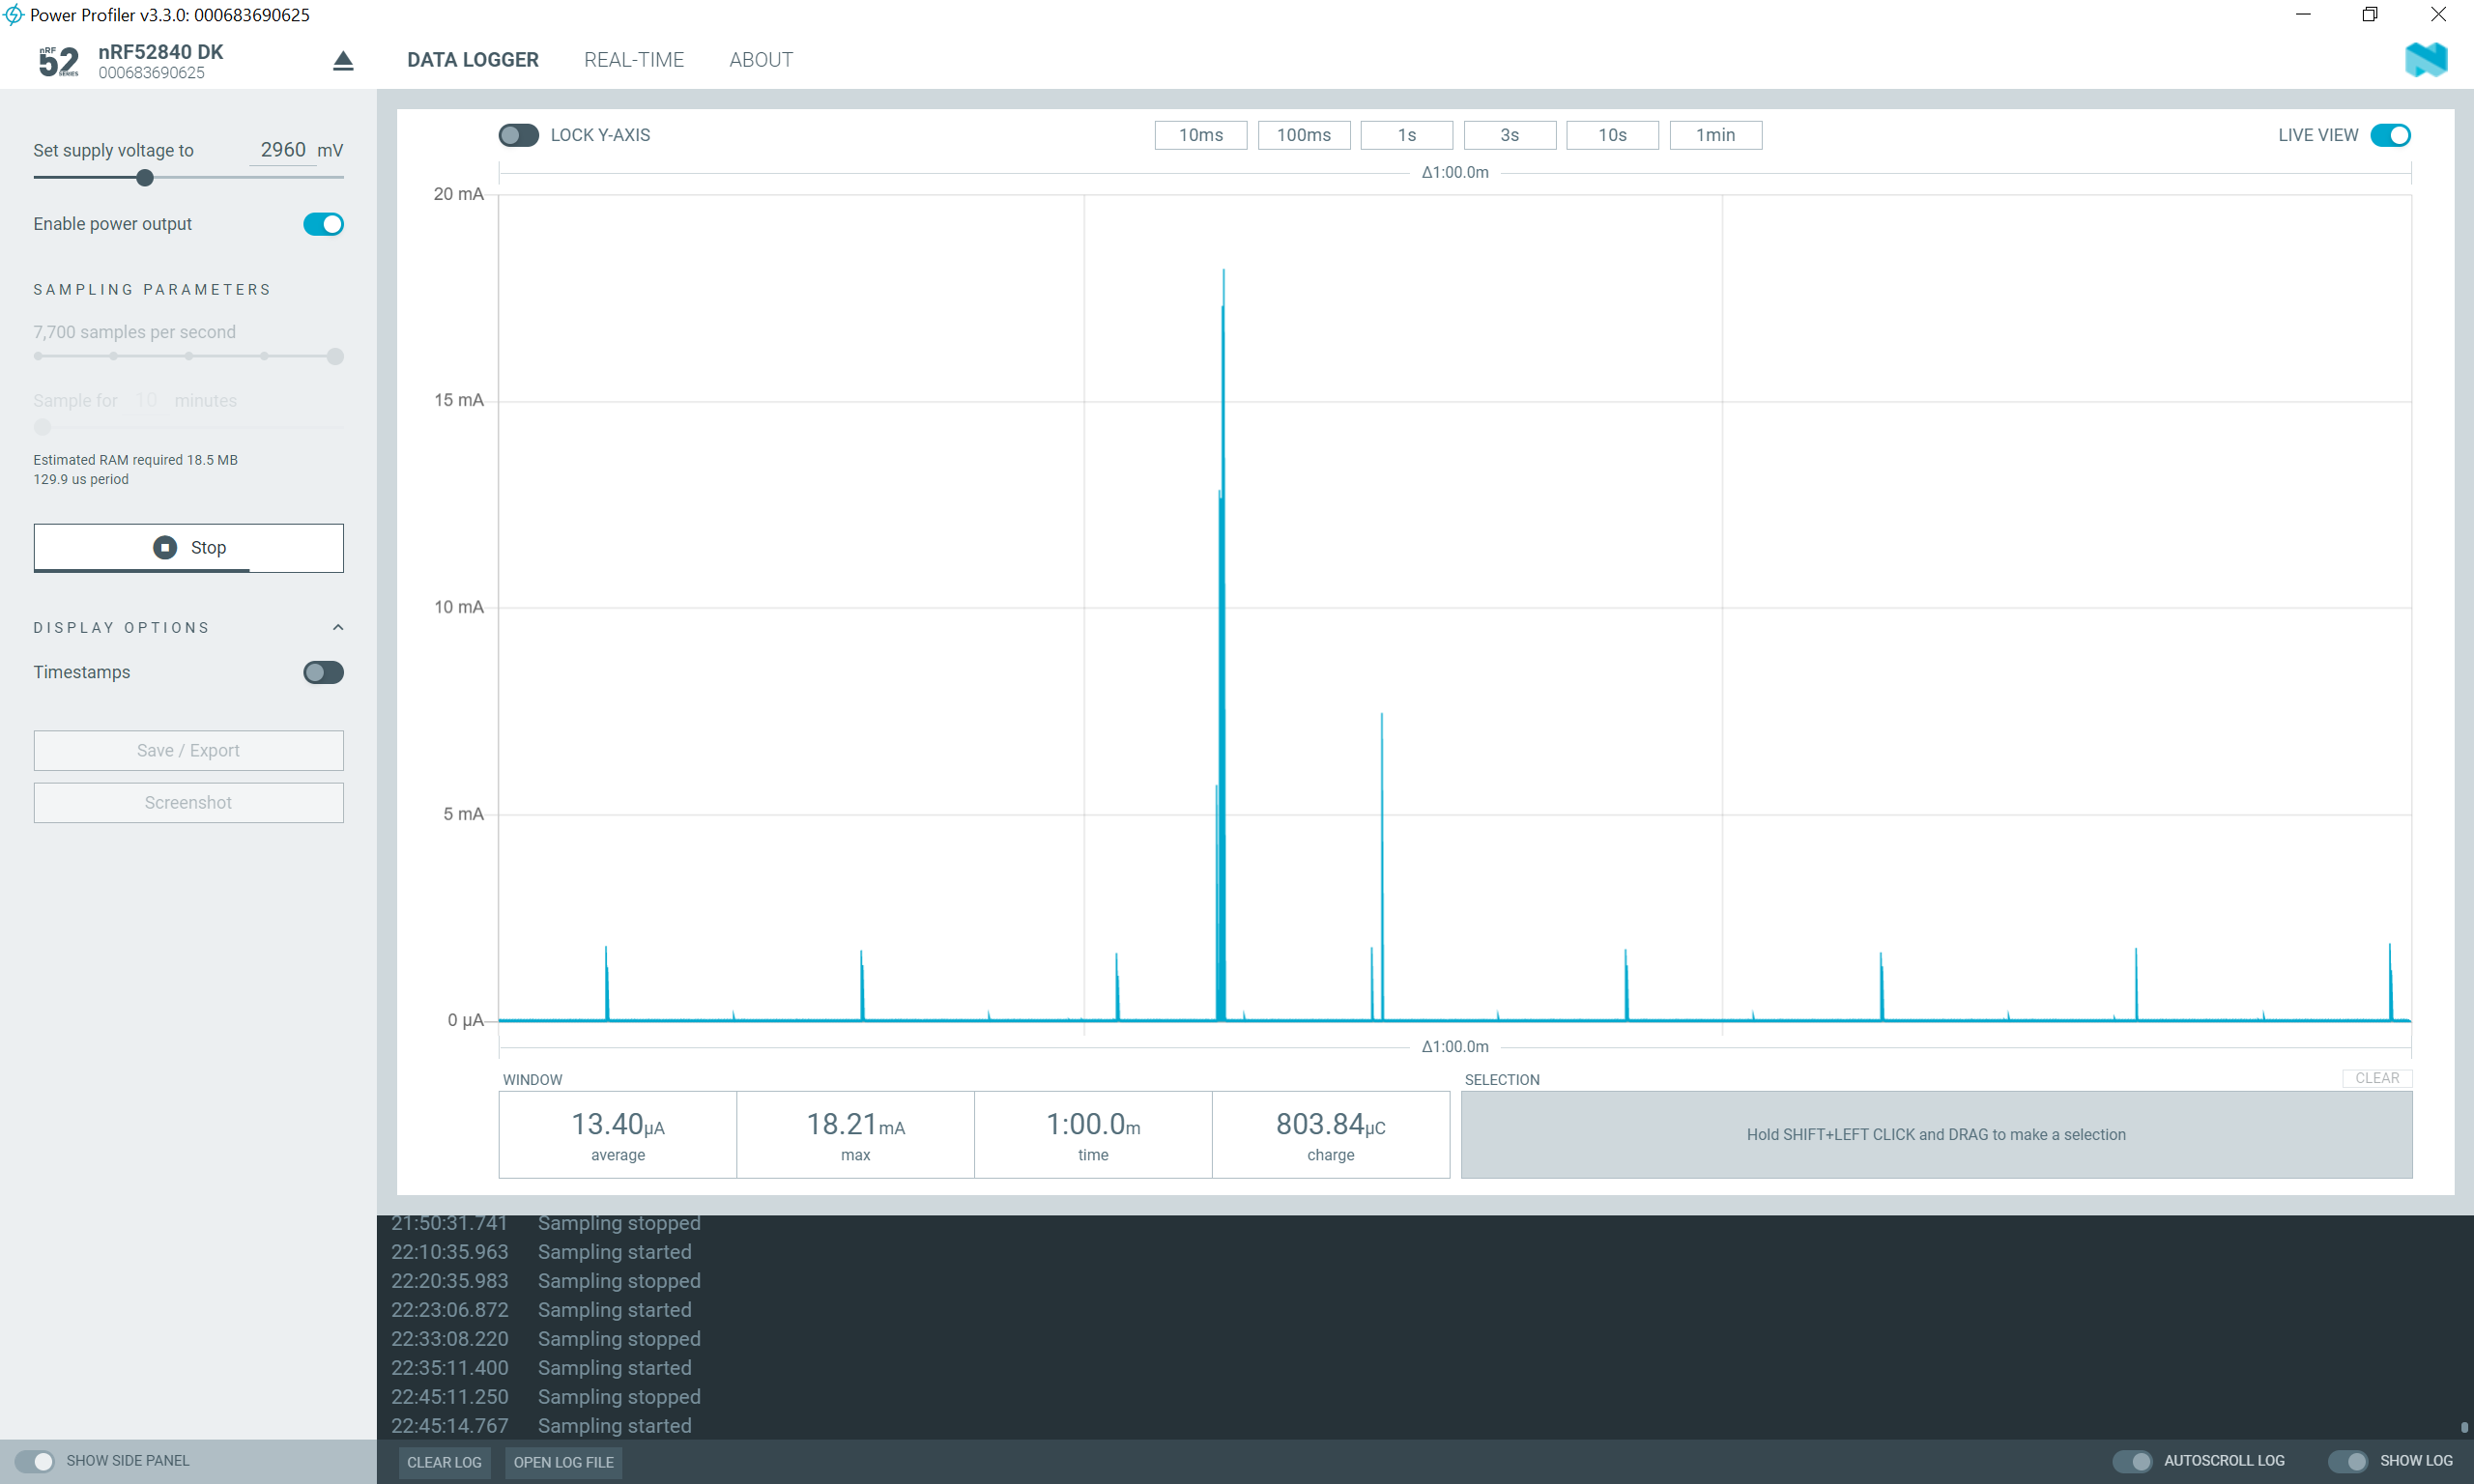 Power Profiler v3.3.0: 000683690625
nRF
52
SERIES
nRF52840 DK
000683690625
DATA LOGGER
REAL-TIME
ABOUT
Set supply voltage to 2960 mV
Enable power output
SAMPLING PARAMETERS
7,700 samples per second
Sample for 10 minutes
Estimated RAM required 18.5 MB
129.9 us period
Stop
DISPLAY OPTIONS
Timestamps
Save / Export
Screenshot
SHOW SIDE PANEL
LOCK Y-AXIS
10ms
100ms
1s
3s
10s
1min
LIVE VIEW
Δ1:00.0m
20 mA
15 mA
10 mA
5 mA
0 µA
Δ1:00.0m
WINDOW
13.40µA
average
18.21mA
max
1:00.0m
time
803.84µC
charge
SELECTION
CLEAR
Hold SHIFT+LEFT CLICK and DRAG to make a selection
21:50:31.741 Sampling stopped
22:10:35.963 Sampling started
22:20:35.983 Sampling stopped
22:23:06.872 Sampling started
22:33:08.220 Sampling stopped
22:35:11.400 Sampling started
22:45:11.250 Sampling stopped
22:45:14.767 Sampling started
CLEAR LOG
OPEN LOG FILE
AUTOSCROLL LOG
SHOW LOG